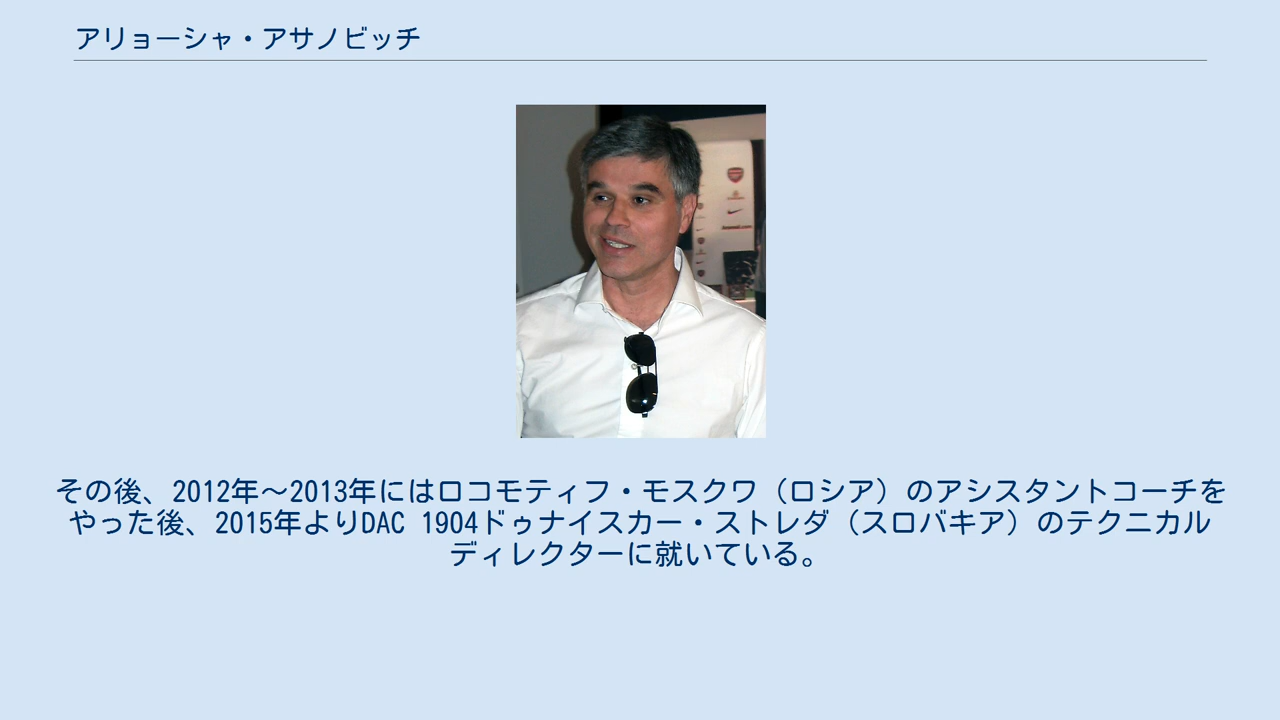 アリョーシャ・アサノビッチ
その後、2012年～2013年にはロコモティフ・モスクワ（ロシア）のアシスタントコーチを
やった後、2015年よりDAC 1904ドゥナイスカー・ストレダ（スロバキア）のテクニカル
ディレクターに就いている。